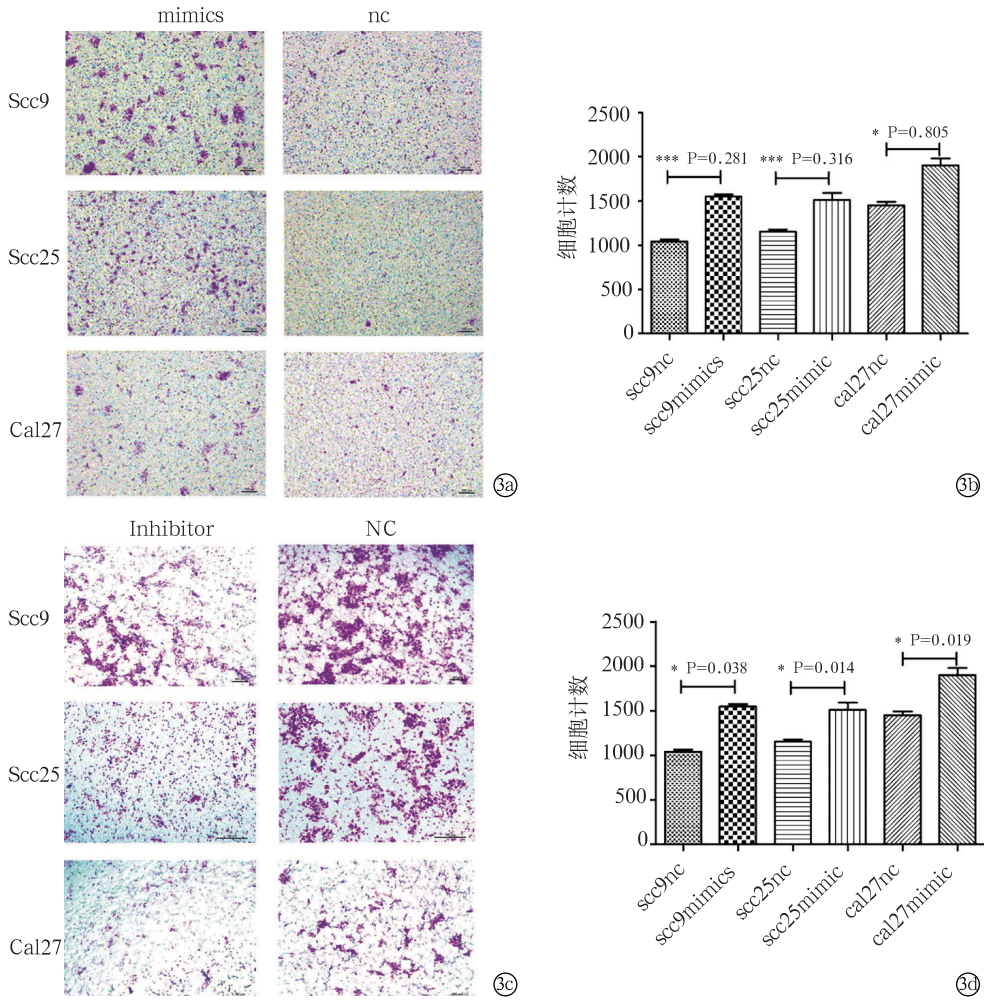 mimics nc
Scc9
Scc25
Cal27
3a
2500
2000
1500
1000
500
0
细胞计数
*** P=0.281
*** P=0.316
* P=0.805
scc9nc
scc9mimics
scc25nc
scc25mimic
cal27nc
cal27mimic
3b
Inhibitor NC
Scc9
Scc25
Cal27
3c
2500
2000
1500
1000
500
0
细胞计数
* P=0.038
* P=0.014
* P=0.019
scc9nc
scc9mimics
scc25nc
scc25mimic
cal27nc
cal27mimic
3d